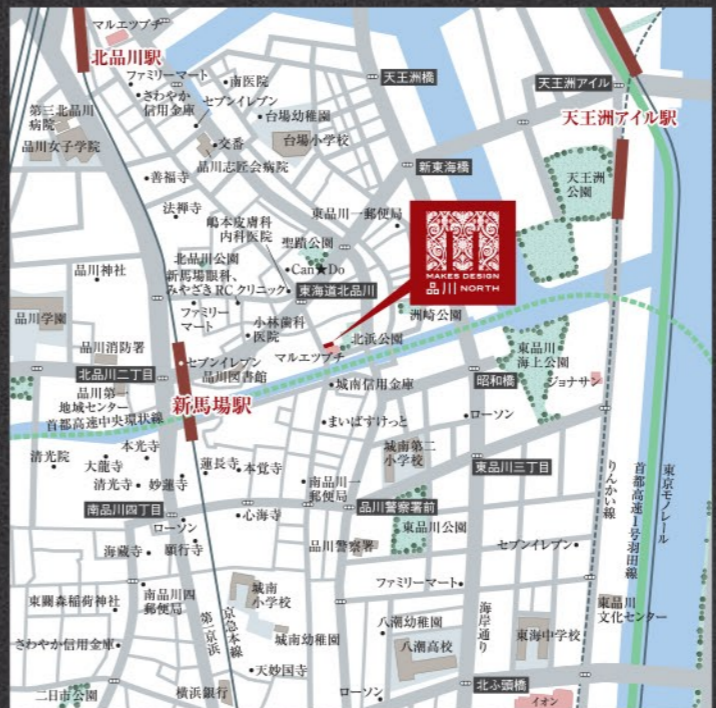 マルエツプチ
北品川駅
ファミリーマート
南医院
天王洲橋
天王洲アイル
さわやか
信用金庫
セブンイレブン
台場幼稚園
第三北品川
病院
天王洲アイル駅
交番
台場小学校
品川女子学院
品川志匠会病院
新東海橋
善福寺
天王洲
公園
法禅寺
嶋本皮膚科
内科医院
東品川一郵便局
聖蹟公園
北品川公園
Can★Do
MAKES DESIGN
品川 NORTH
品川神社
新馬場眼科、
みやざきRCクリニック
東海道北品川
ファミリー
マート
小林歯科
医院
洲崎公園
品川学園
北浜公園
マルエツプチ
品川消防署
セブンイレブン
品川図書館
東品川
海上公園
北品川二丁目
昭和橋
ジョナサン
城南信用金庫
品川第一
地域センター
新馬場駅
首都高速中央環状線
まいばすけっと
ローソン
本光寺
城南第二
小学校
清光院
大龍寺
蓮長寺
本覚寺
東品川三丁目
清光寺
妙蓮寺
南品川一
郵便局
りんかい線
首都高速1号羽田線
東京モノレール
南品川四丁目
心海寺
品川警察署前
ローソン
東品川公園
海蔵寺
願行寺
品川警察署
セブンイレブン
ファミリーマート
南品川四
郵便局
城南
小学校
東關森稲荷神社
第一京浜
京急本線
海岸通り
東品川
文化センター
八潮幼稚園
さわやか信用金庫
城南幼稚園
東海中学校
八潮高校
天妙国寺
北ふ頭橋
二日市公園
横浜銀行
ローソン
イオン